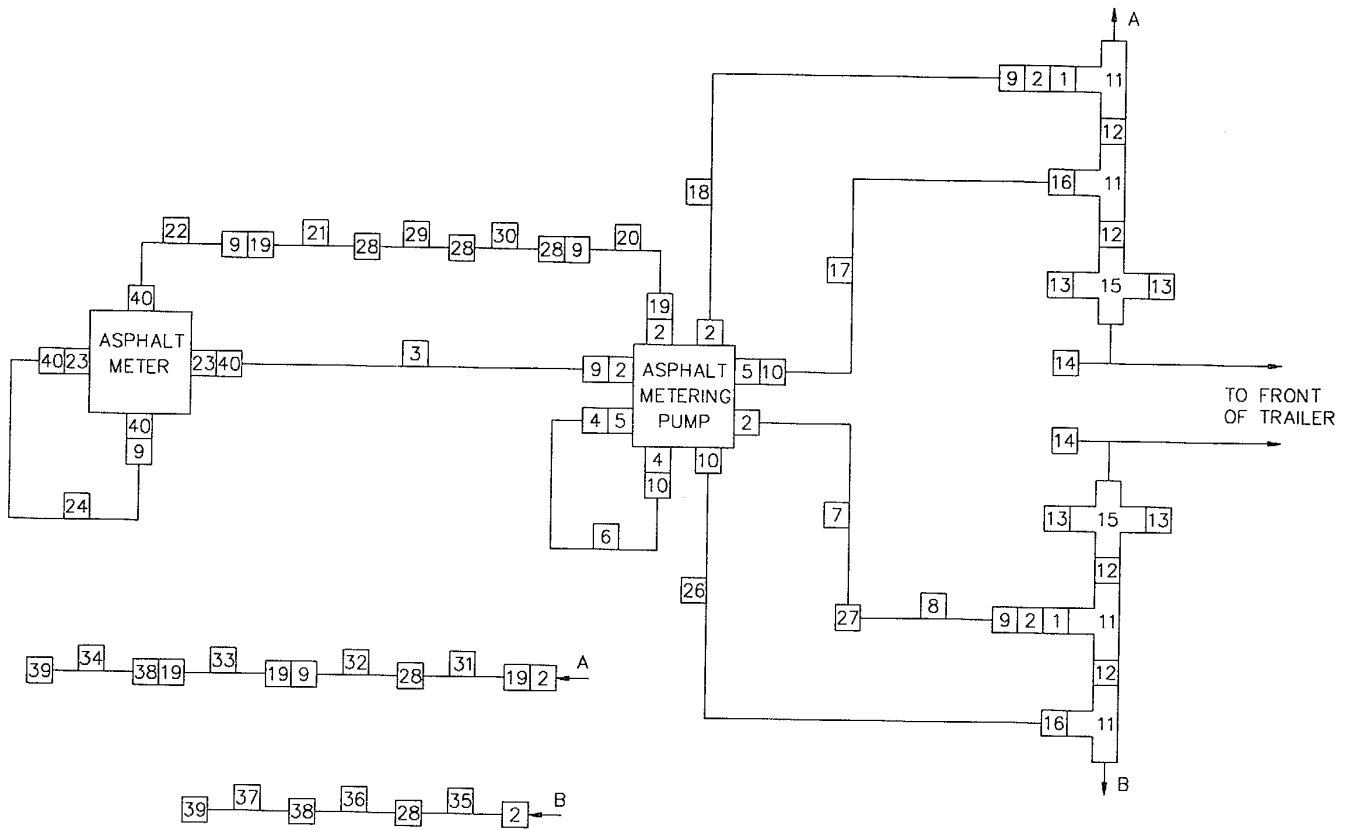 A
9 2 1 11
12
18
16 11
22 9 19 21 28 29 28 30 28 9 20
12
17
13 15 13
40
19
2 2
ASPHALT
METER
40 23 23 40
3
9 2
ASPHALT
METERING
PUMP
5 10
14
TO FRONT
OF TRAILER
4 5
2
14
40
9
4
10
10
24
6
7
13 15 13
12
26
27 8 9 2 1 11
12
39 34 38 19 33 19 9 32 28 31 19 2 A
16 11
B
39 37 38 36 28 35 2 B